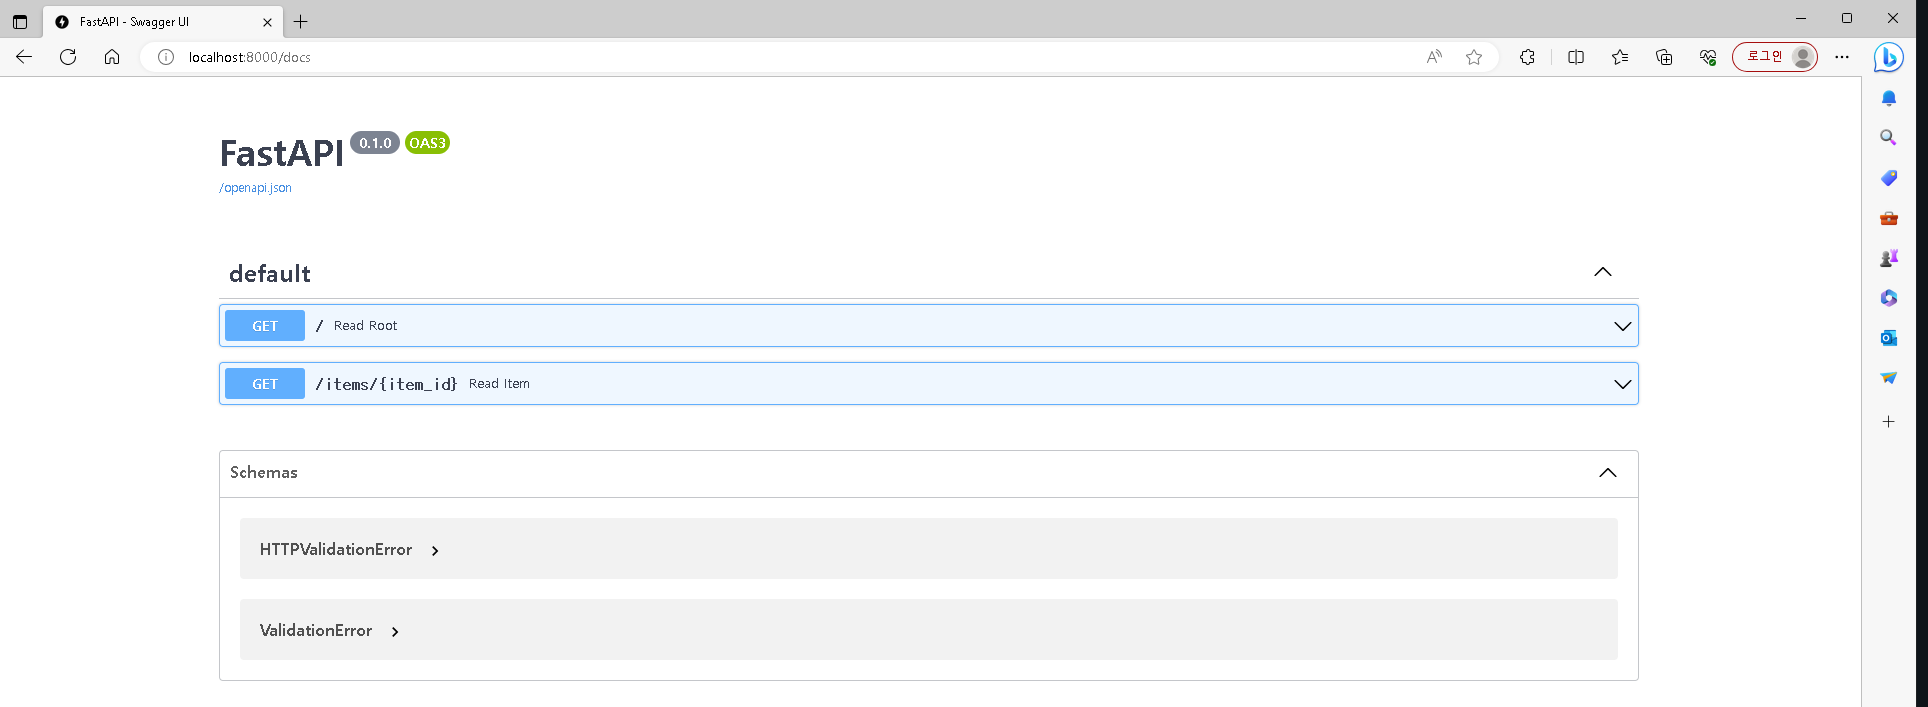 FastAPI - Swagger UI
localhost:8000/docs
로그인
FastAPI 0.1.0 OAS3
/openapi.json
default
GET / Read Root
GET /items/{item_id} Read Item
Schemas
HTTPValidationError
ValidationError